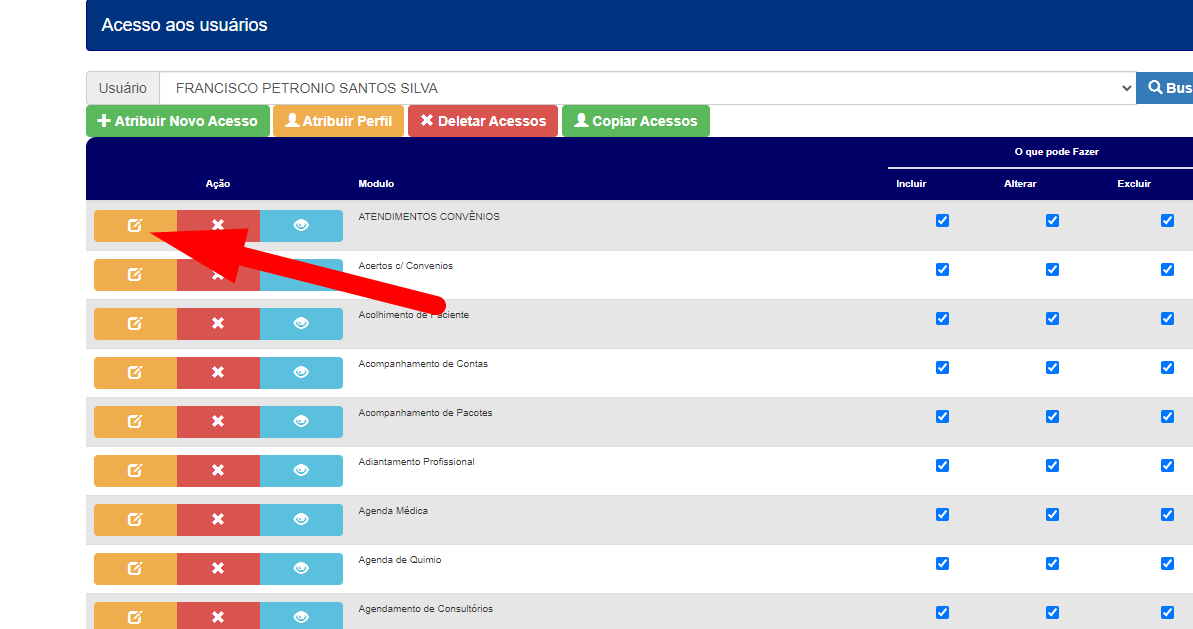 Acesso aos usuários
Usuário FRANCISCO PETRONIO SANTOS SILVA Bus
Atribuir Novo Acesso Atribuir Perfil Deletar Acessos Copiar Acessos
O que pode Fazer
Ação Modulo Incluir Alterar Excluir
ATENDIMENTOS CONVÊNIOS
Acertos c/ Convenios
Acolhimento de Paciente
Acompanhamento de Contas
Acompanhamento de Pacotes
Adiantamento Profissional
Agenda Médica
Agenda de Quimio
Agendamento de Consultórios